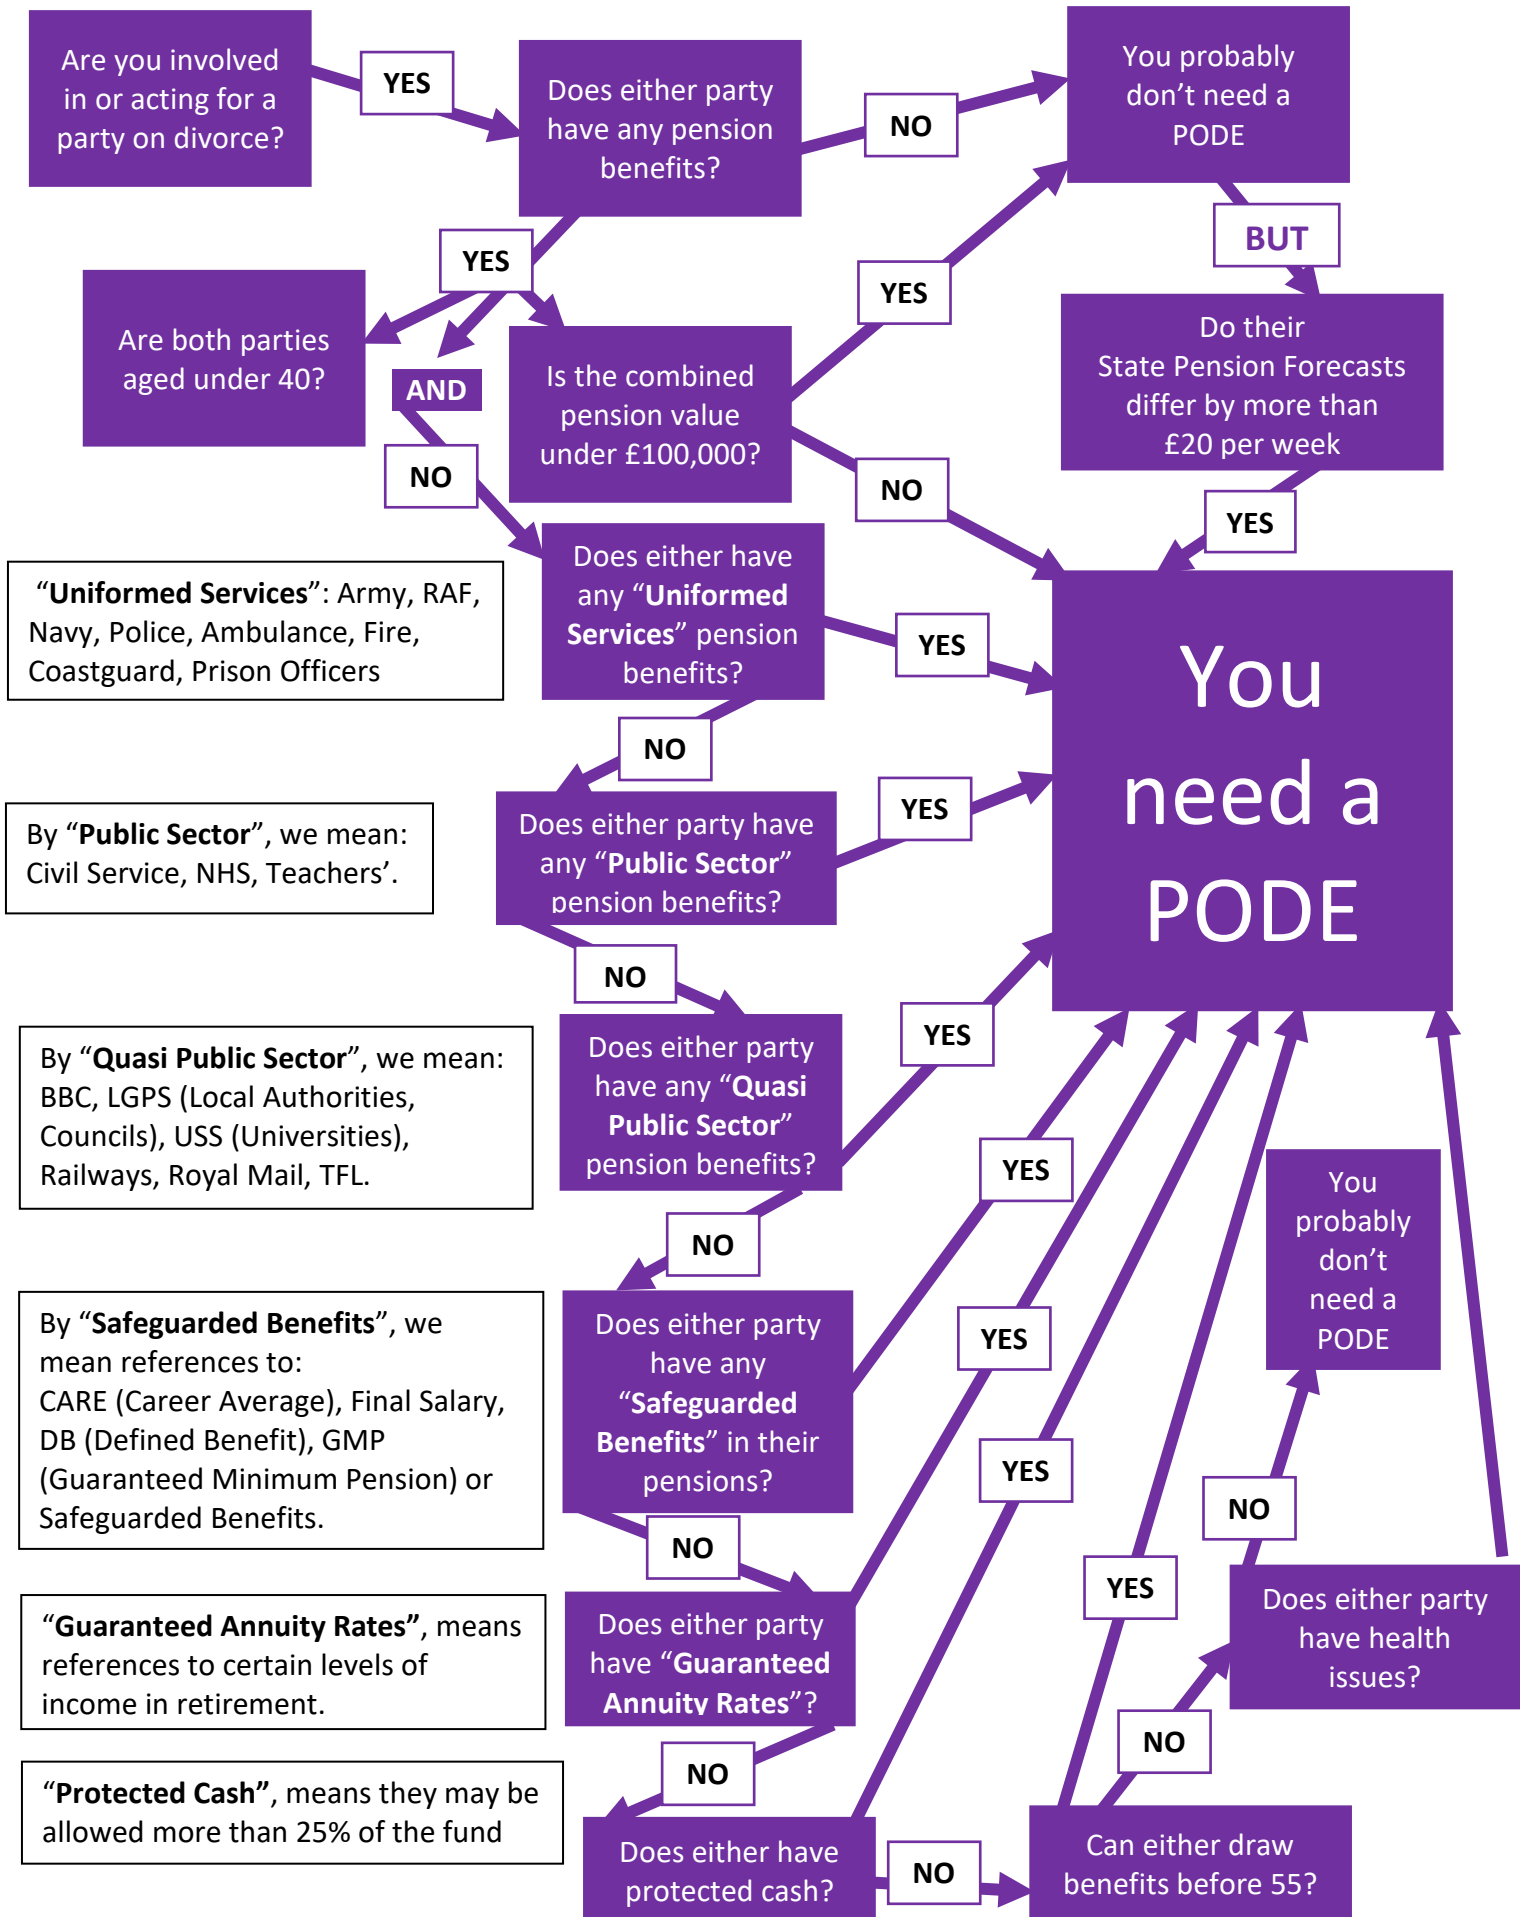 Are you involved
in or acting for a
party on divorce?
YES
Does either party
have any pension
benefits?
NO
You probably
don’t need a
PODE
BUT
YES
YES
Are both parties
aged under 40?
AND
Is the combined
pension value
under £100,000?
Do their
State Pension Forecasts
differ by more than
£20 per week
NO
NO
YES
“Uniformed Services”: Army, RAF,
Navy, Police, Ambulance, Fire,
Coastguard, Prison Officers
Does either have
any “Uniformed
Services” pension
benefits?
YES
You
need a
PODE
NO
By “Public Sector”, we mean:
Civil Service, NHS, Teachers’.
Does either party have
any “Public Sector”
pension benefits?
YES
NO
By “Quasi Public Sector”, we mean:
BBC, LGPS (Local Authorities,
Councils), USS (Universities),
Railways, Royal Mail, TFL.
Does either party
have any “Quasi
Public Sector”
pension benefits?
YES
YES
NO
You
probably
don’t
need a
PODE
By “Safeguarded Benefits”, we
mean references to:
CARE (Career Average), Final Salary,
DB (Defined Benefit), GMP
(Guaranteed Minimum Pension) or
Safeguarded Benefits.
Does either party
have any
“Safeguarded
Benefits” in their
pensions?
YES
YES
NO
NO
YES
“Guaranteed Annuity Rates”, means
references to certain levels of
income in retirement.
Does either party
have “Guaranteed
Annuity Rates”?
Does either party
have health
issues?
NO
NO
“Protected Cash”, means they may be
allowed more than 25% of the fund
Does either have
protected cash?
NO
Can either draw
benefits before 55?